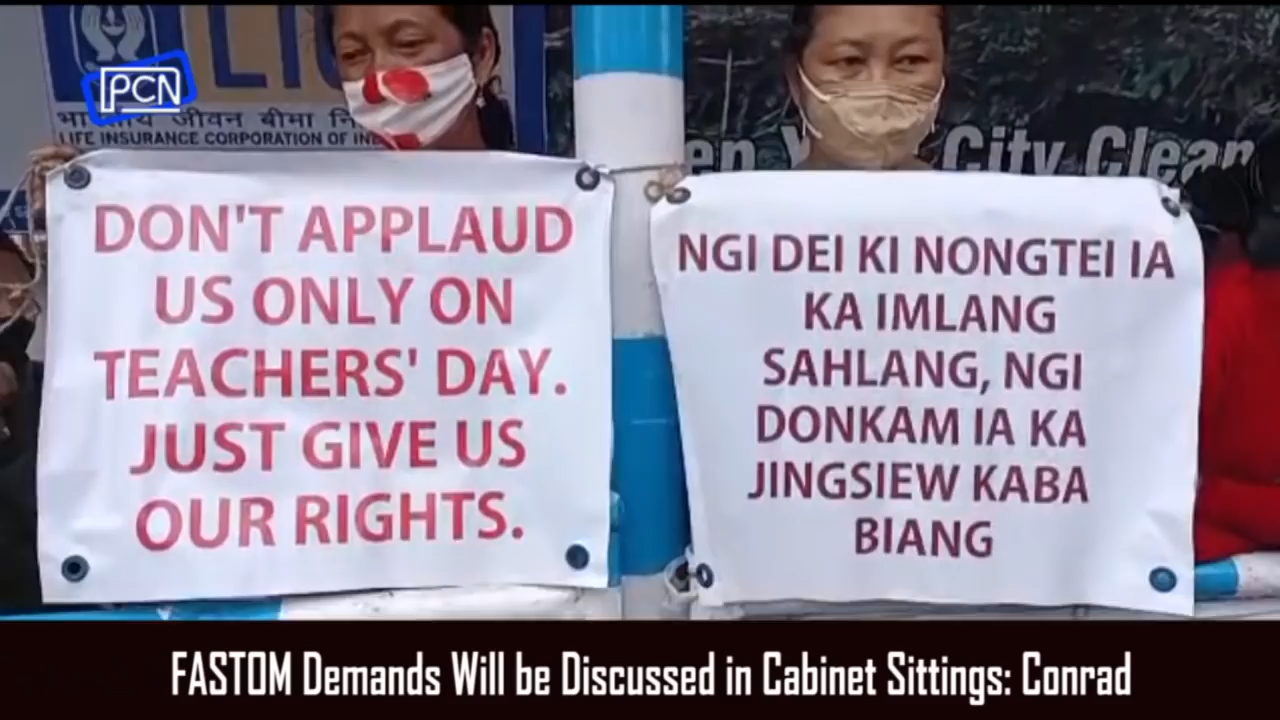 PCN
LIC
भारतीय जीवन बीमा नि
LIFE INSURANCE CORPORATION OF IN
DON'T APPLAUD
US ONLY ON
TEACHERS' DAY.
JUST GIVE US
OUR RIGHTS.
City Clean
NGI DEI KI NONGTEI IA
KA IMLANG
SAHLANG, NGI
DONKAM IA KA
JINGSIEW KABA
BIANG
FASTOM Demands Will be Discussed in Cabinet Sittings: Conrad